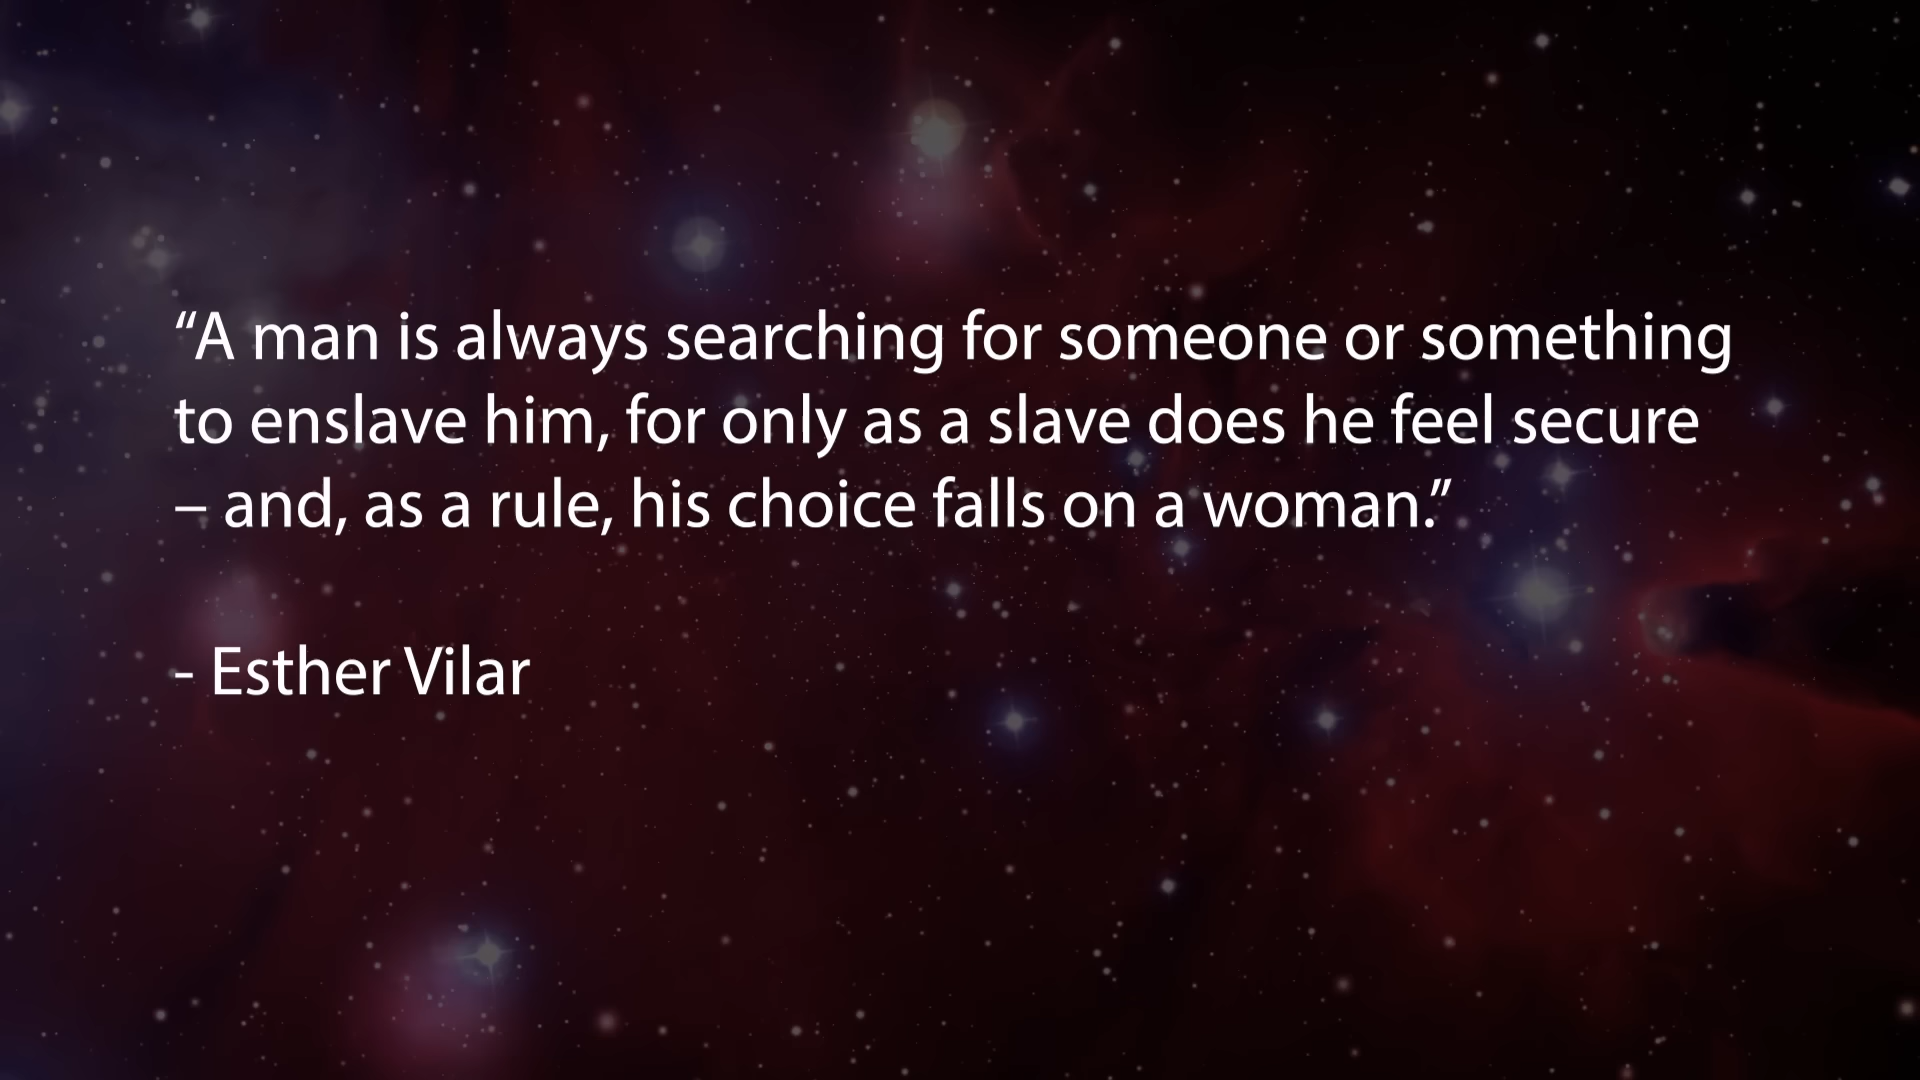 “A man is always searching for someone or something
to enslave him, for only as a slave does he feel secure
– and, as a rule, his choice falls on a woman.”
- Esther Vilar